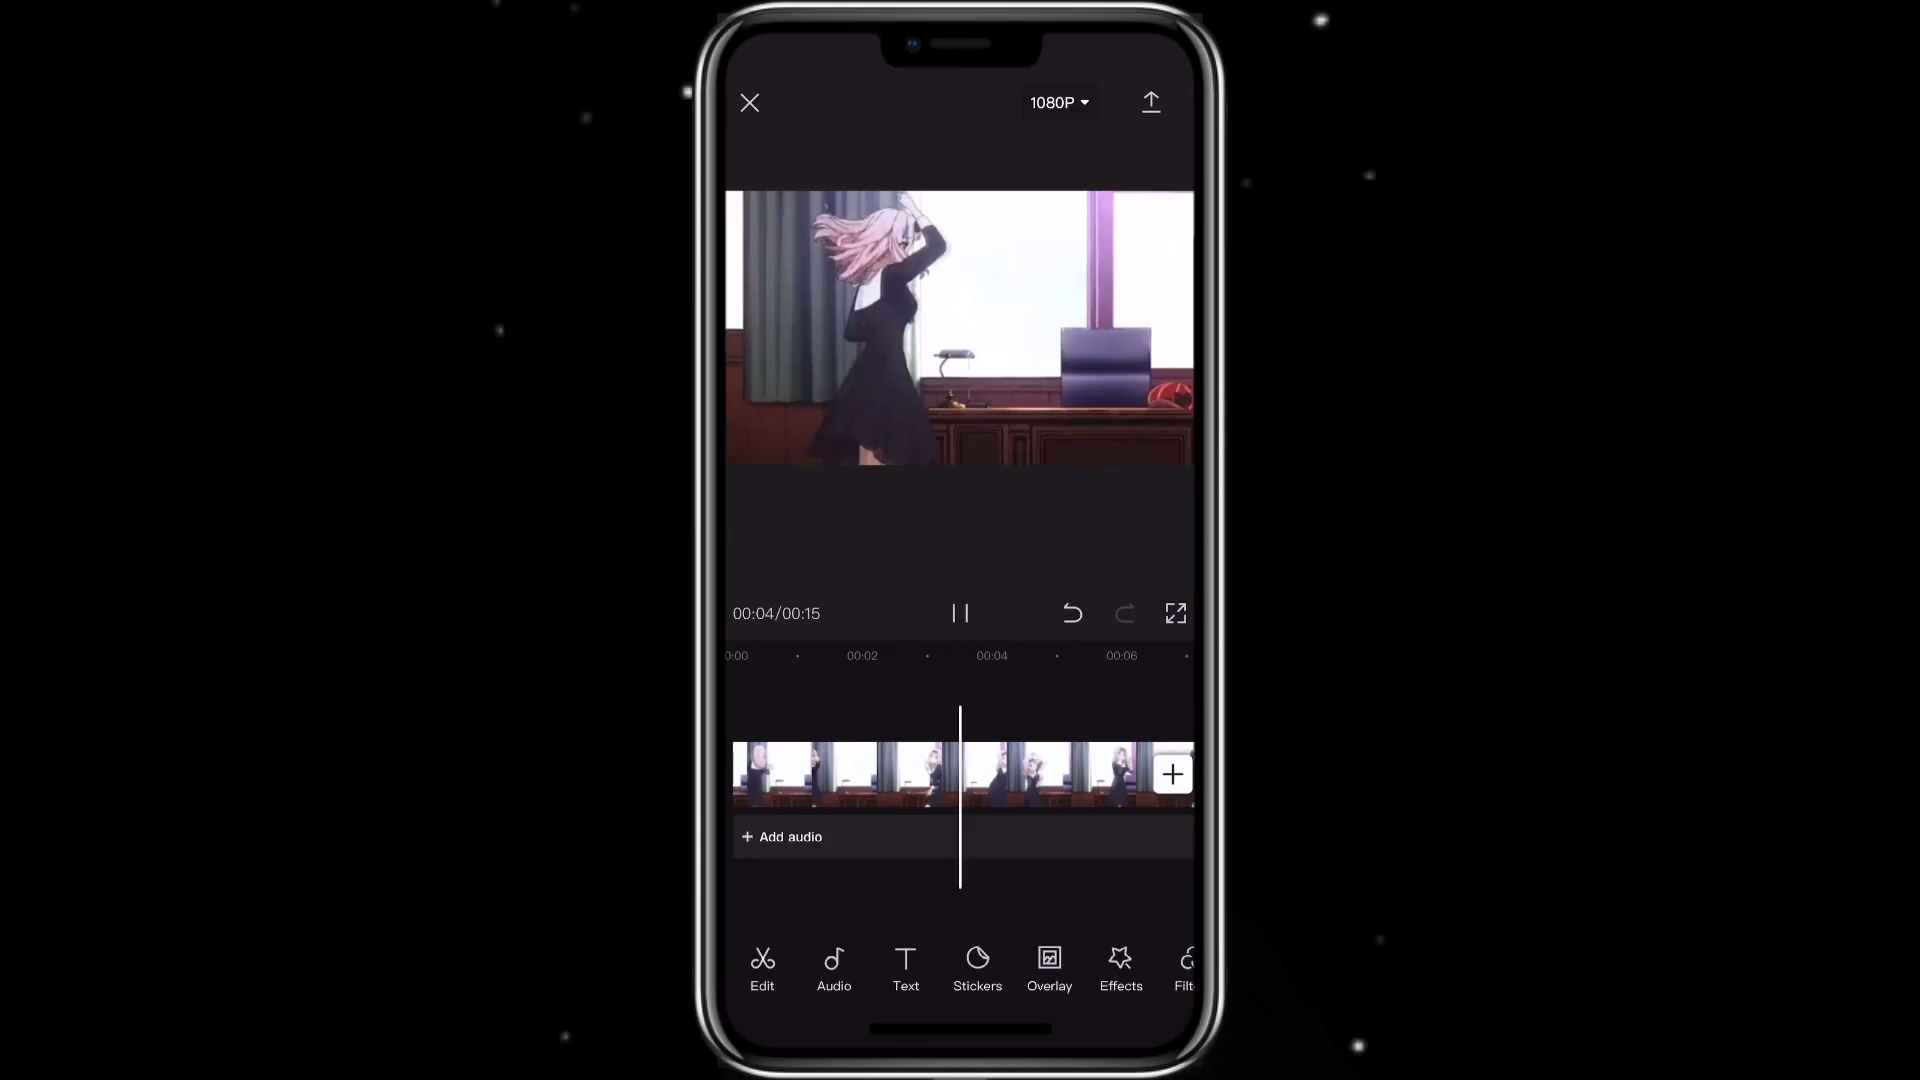 1080P
00:04/00:15
0:00 00:02 00:04 00:06
+ Add audio
Edit Audio Text Stickers Overlay Effects Filt